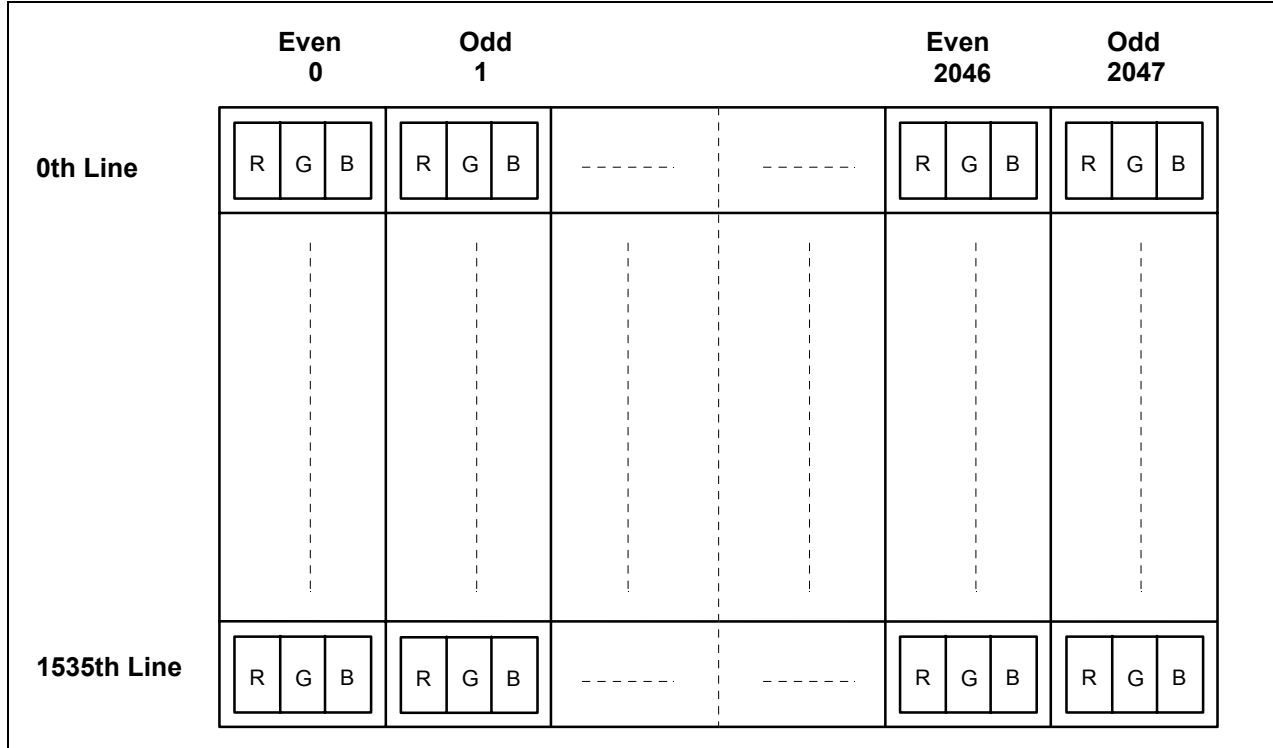 Even Odd Even Odd
0 1 2046 2047
0th Line R G B R G B R G B R G B
1535th Line R G B R G B R G B R G B